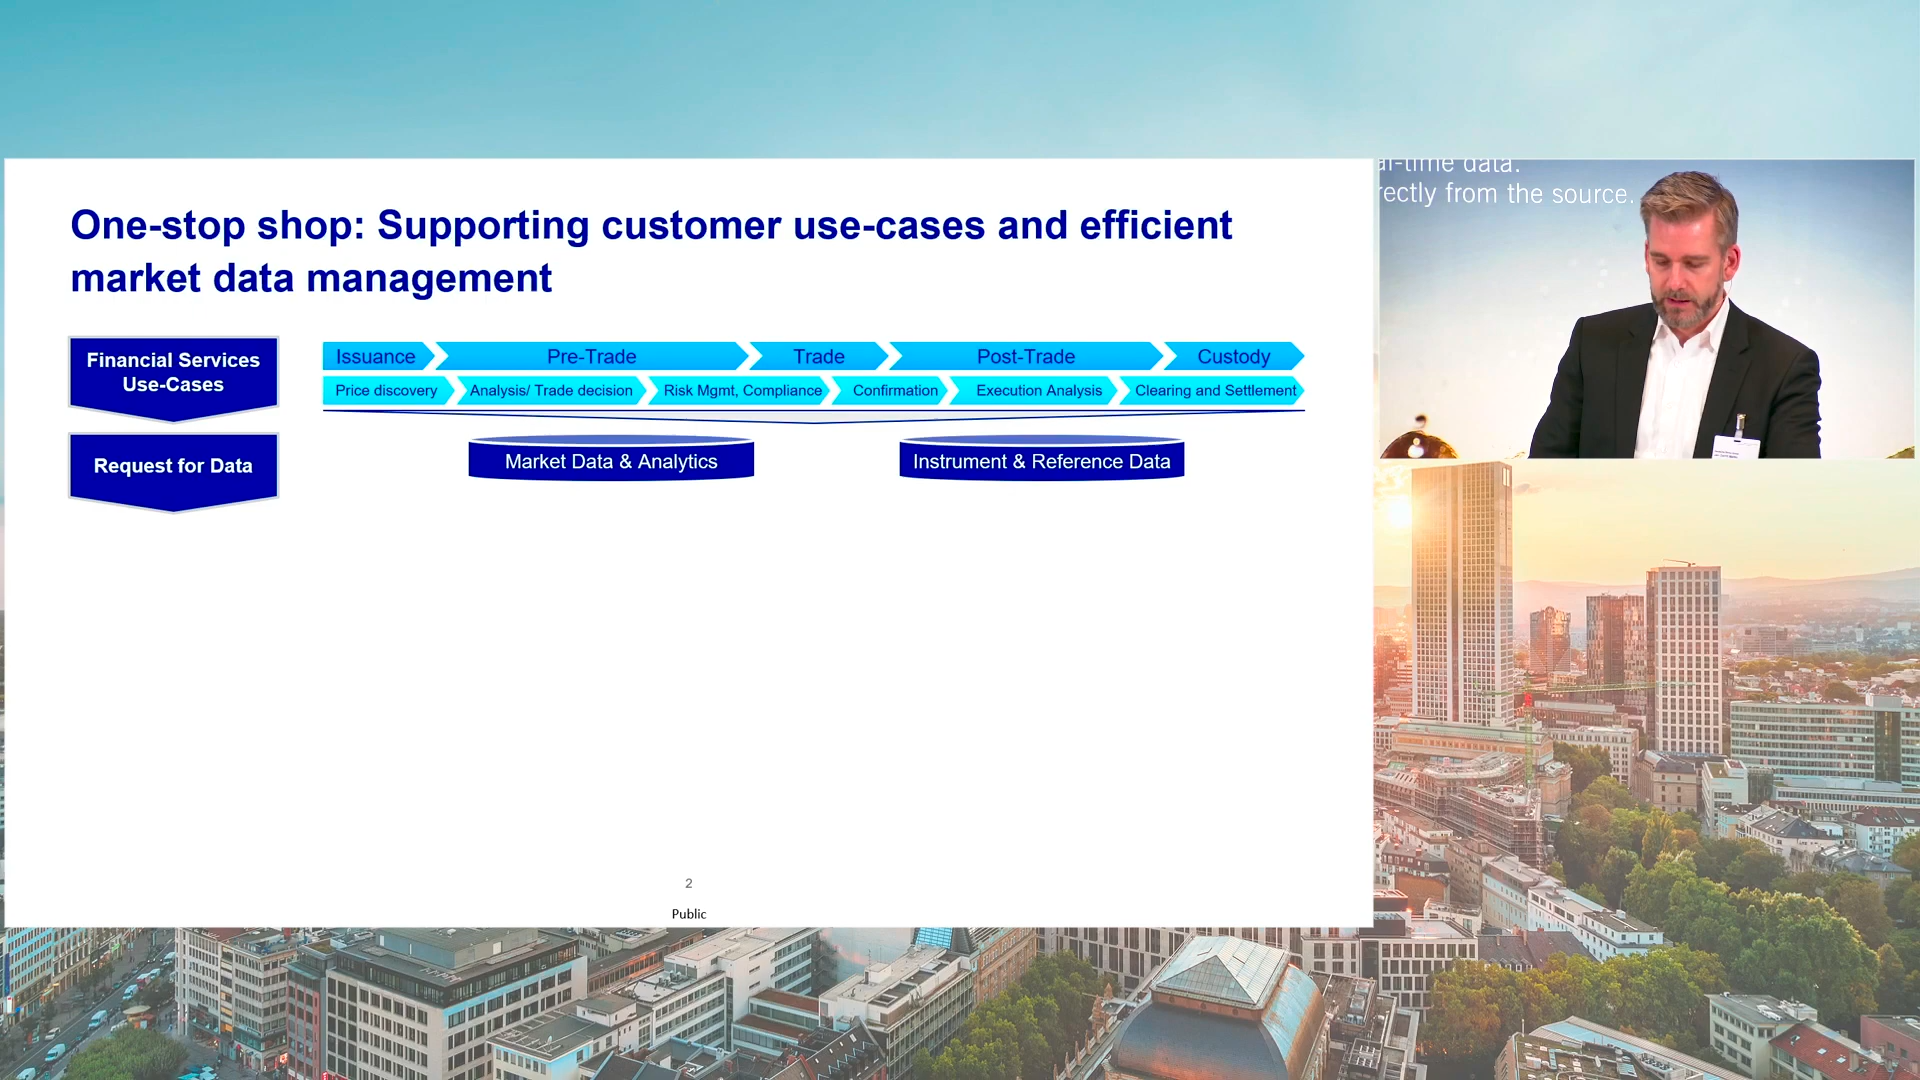 One-stop shop: Supporting customer use-cases and efficient
market data management
Financial Services
Use-Cases
Issuance
Pre-Trade
Trade
Post-Trade
Custody
Price discovery
Analysis/ Trade decision
Risk Mgmt, Compliance
Confirmation
Execution Analysis
Clearing and Settlement
Request for Data
Market Data & Analytics
Instrument & Reference Data
2
Public
data.
from the source.